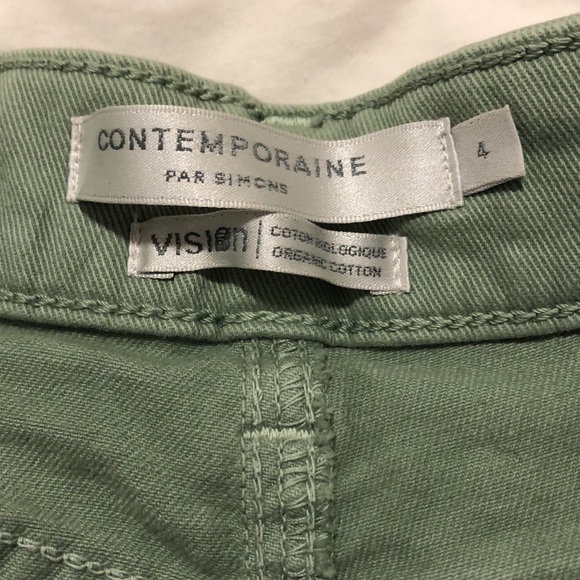 CONTEMPORAINE
PAR SIMONS
4
VISION
COTON BIOLOGIQUE
ORGANIC COTTON